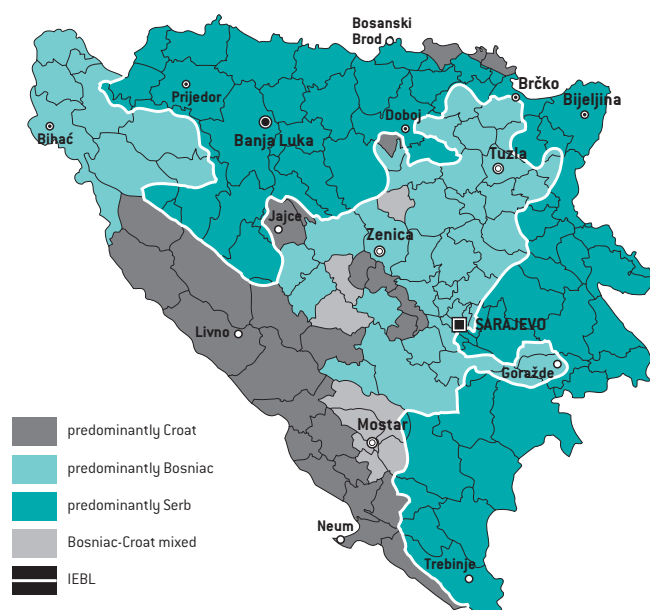 Bosanski
Brod
Brčko
Bijeljina
Prijedor
Doboj
Bihać
Banja Luka
Tuzla
Jajce
Zenica
SARAJEVO
Livno
Goražde
predominantly Croat
Mostar
predominantly Bosniac
predominantly Serb
Neum
Bosniac-Croat mixed
Trebinje
IEBL